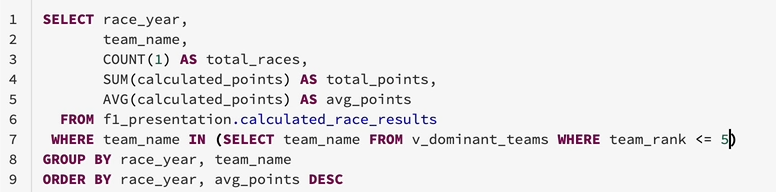 1 SELECT race_year,
2 team_name,
3 COUNT(1) AS total_races,
4 SUM(calculated_points) AS total_points,
5 AVG(calculated_points) AS avg_points
6 FROM f1_presentation.calculated_race_results
7 WHERE team_name IN (SELECT team_name FROM v_dominant_teams WHERE team_rank <= 5)
8 GROUP BY race_year, team_name
9 ORDER BY race_year, avg_points DESC